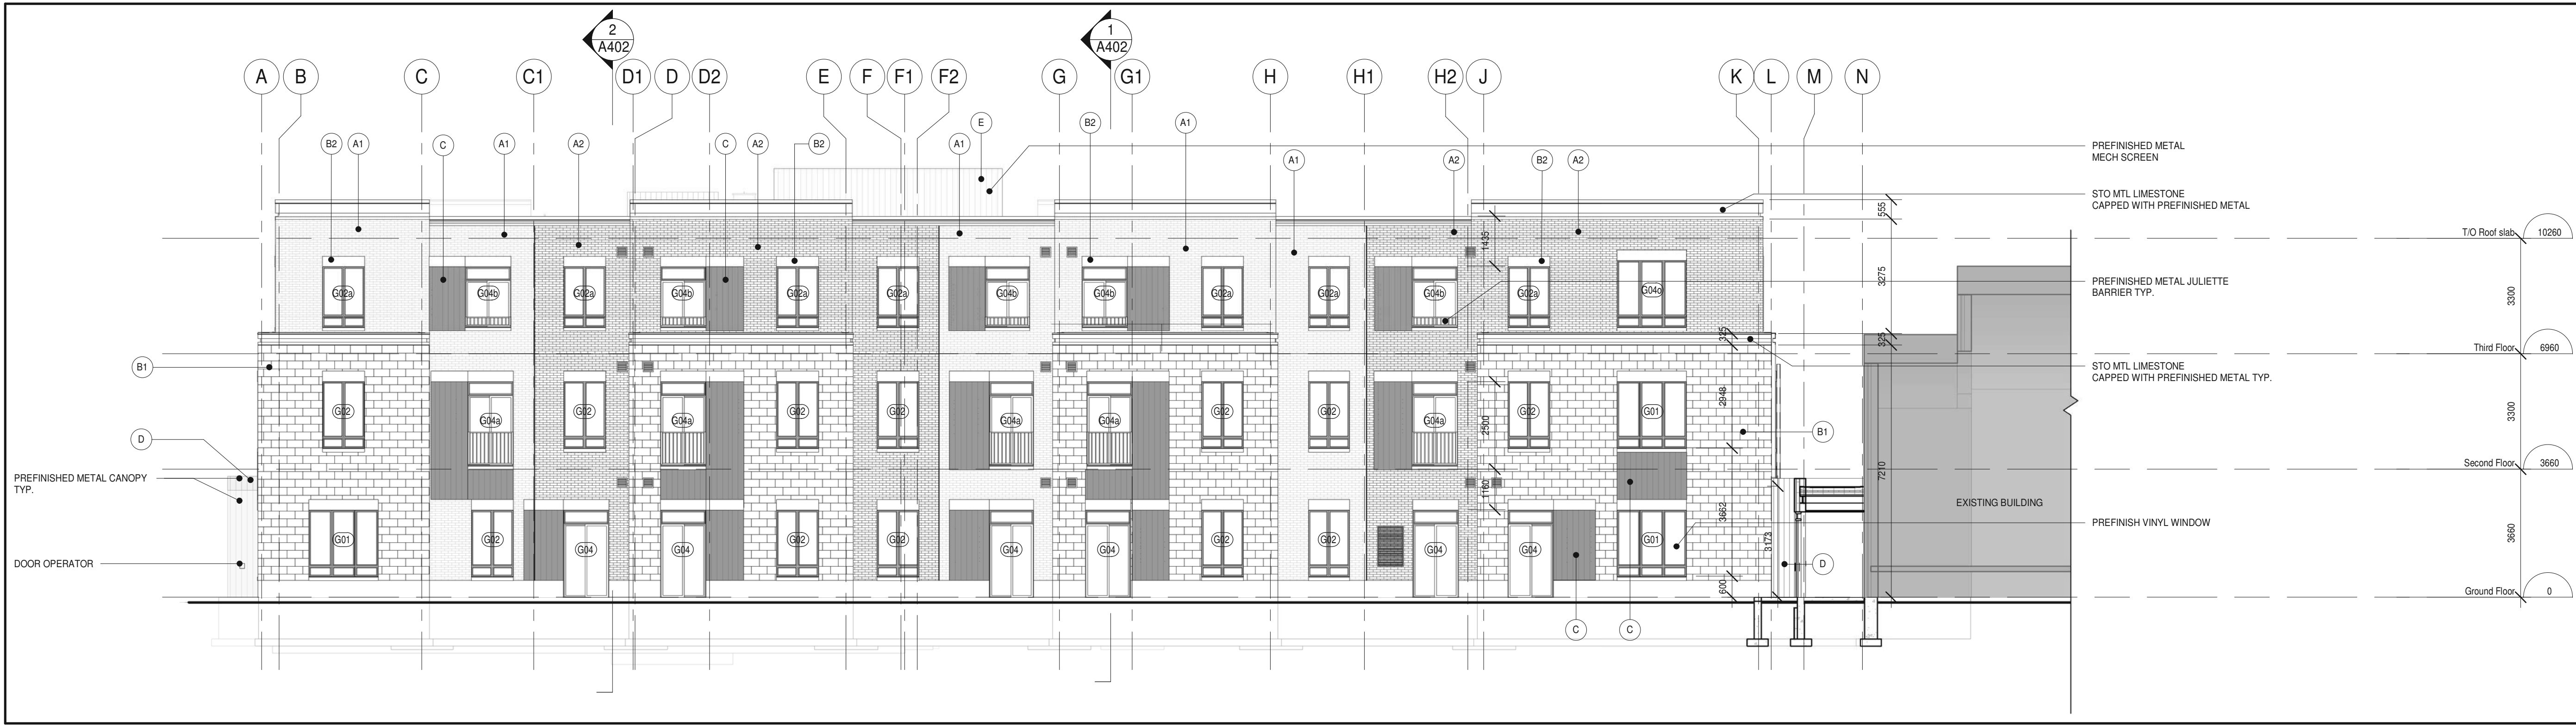 2
A402
1
A402
A B C C1 D1 D D2 E F F1 F2 G G1 H H1 H2 J K L M N
E
B2
A1
B2 A1 C A1 A2 C A2 B2 A1
A1
A2 B2 A2
PREFINISHED METAL
MECH SCREEN
STO MTL LIMESTONE
CAPPED WITH PREFINISHED METAL
555
T/O Roof slab 10260
1435
3275
PREFINISHED METAL JULIETTE
BARRIER TYP.
3300
G02a G04b G02a G04b G02a G02a G04b G04b G02a G02a G04b G02a
325
325
Third Floor 6960
B1
STO MTL LIMESTONE
CAPPED WITH PREFINISHED METAL TYP.
2948
3300
G02 G04a G02 G04a G02 G02 G04a G04a G02 G02 G04a G02 G01
2500
B1
D
Second Floor 3660
7210
PREFINISHED METAL CANOPY
TYP.
1160
C
EXISTING BUILDING
3662
PREFINISH VINYL WINDOW
3660
G01 G02 G04 G04 G02 G02 G04 G04 G02 G02 G04 G04 G01
3173
DOOR OPERATOR
D
600
Ground Floor 0
C C